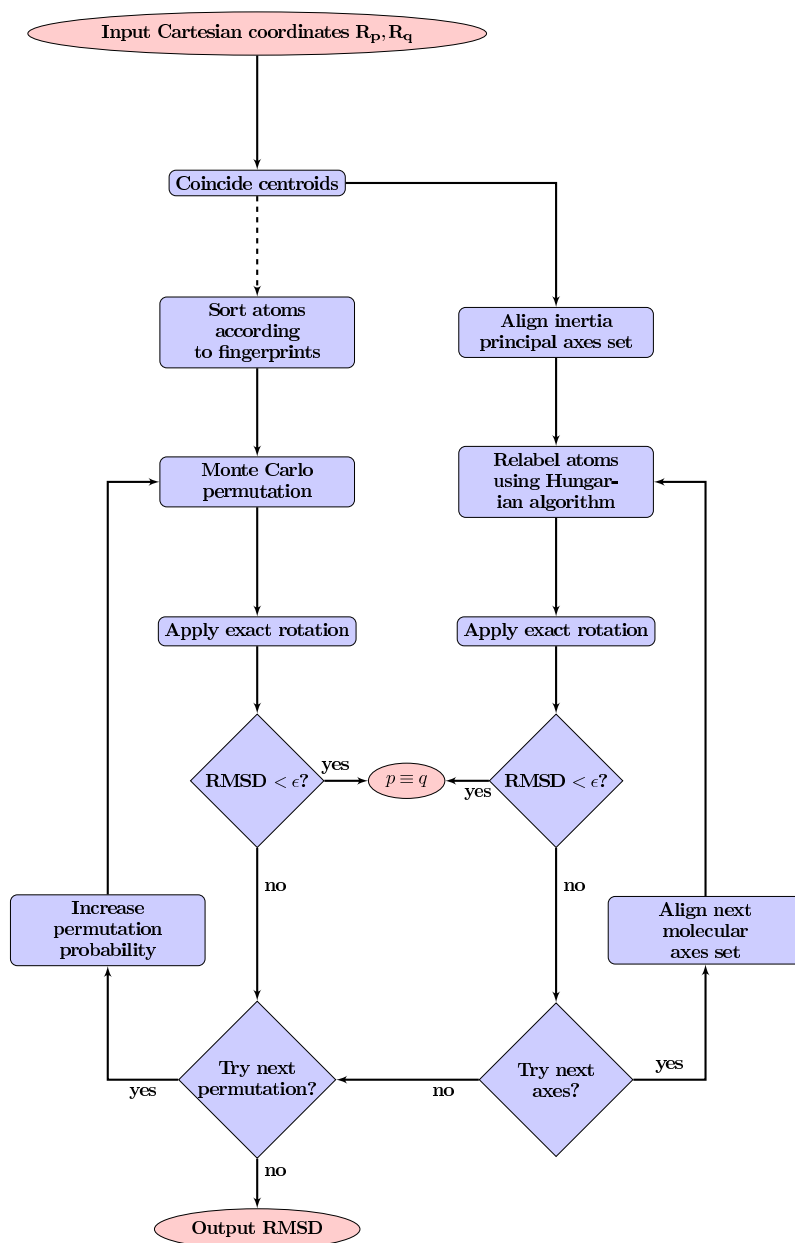 Input Cartesian coordinates R_p, R_q
Coincide centroids
Sort atoms
according
to fingerprints
Align inertia
principal axes set
Monte Carlo
permutation
Relabel atoms
using Hungar-
ian algorithm
Apply exact rotation
Apply exact rotation
RMSD < ϵ?
yes
p ≡ q
yes
RMSD < ϵ?
no
no
Increase
permutation
probability
Align next
molecular
axes set
Try next
permutation?
yes
no
Try next
axes?
yes
no
Output RMSD